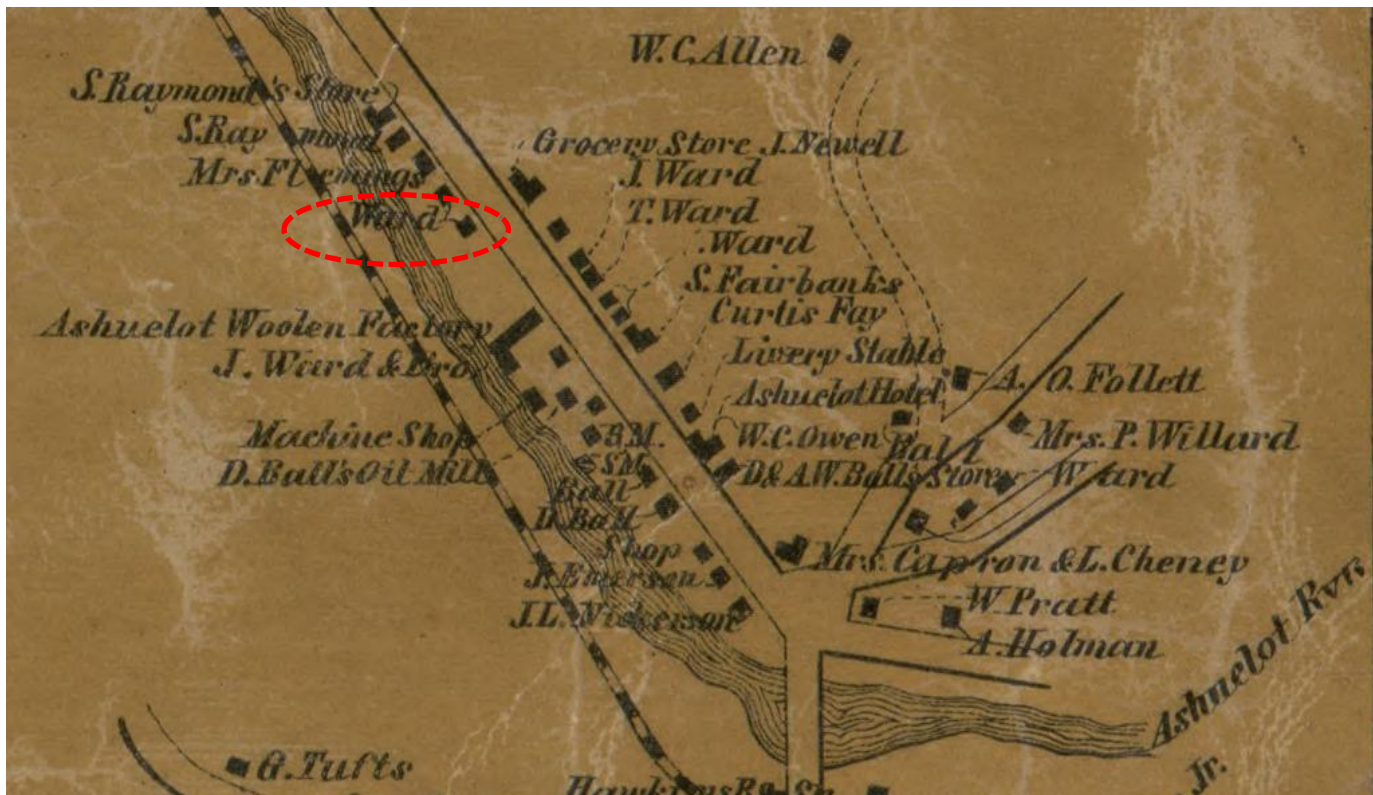 W.C. Allen
S. Raymond's Store
S. Raymond
Mrs. Flemings
Ward
Grocery Store J. Newell
J. Ward
T. Ward
Ward
S. Fairbanks
Curtis Fay
Livery Stable
Ashuelot Hotel
Ashuelot Woolen Factory
J. Ward & Bro
Machine Shop
D. Ball's Oil Mill
B.M.
S.M.
Ball
D. Ball
Shop
J. Emersons
J.L. Nickerson
W.C. Owen
Ball
A. O. Follett
Mrs. P. Willard
D & A.W. Ball's Store
Ward
Mrs. Capron & L. Cheney
W. Pratt
A. Holman
Ashuelot Rvr
G. Tufts
Jr.